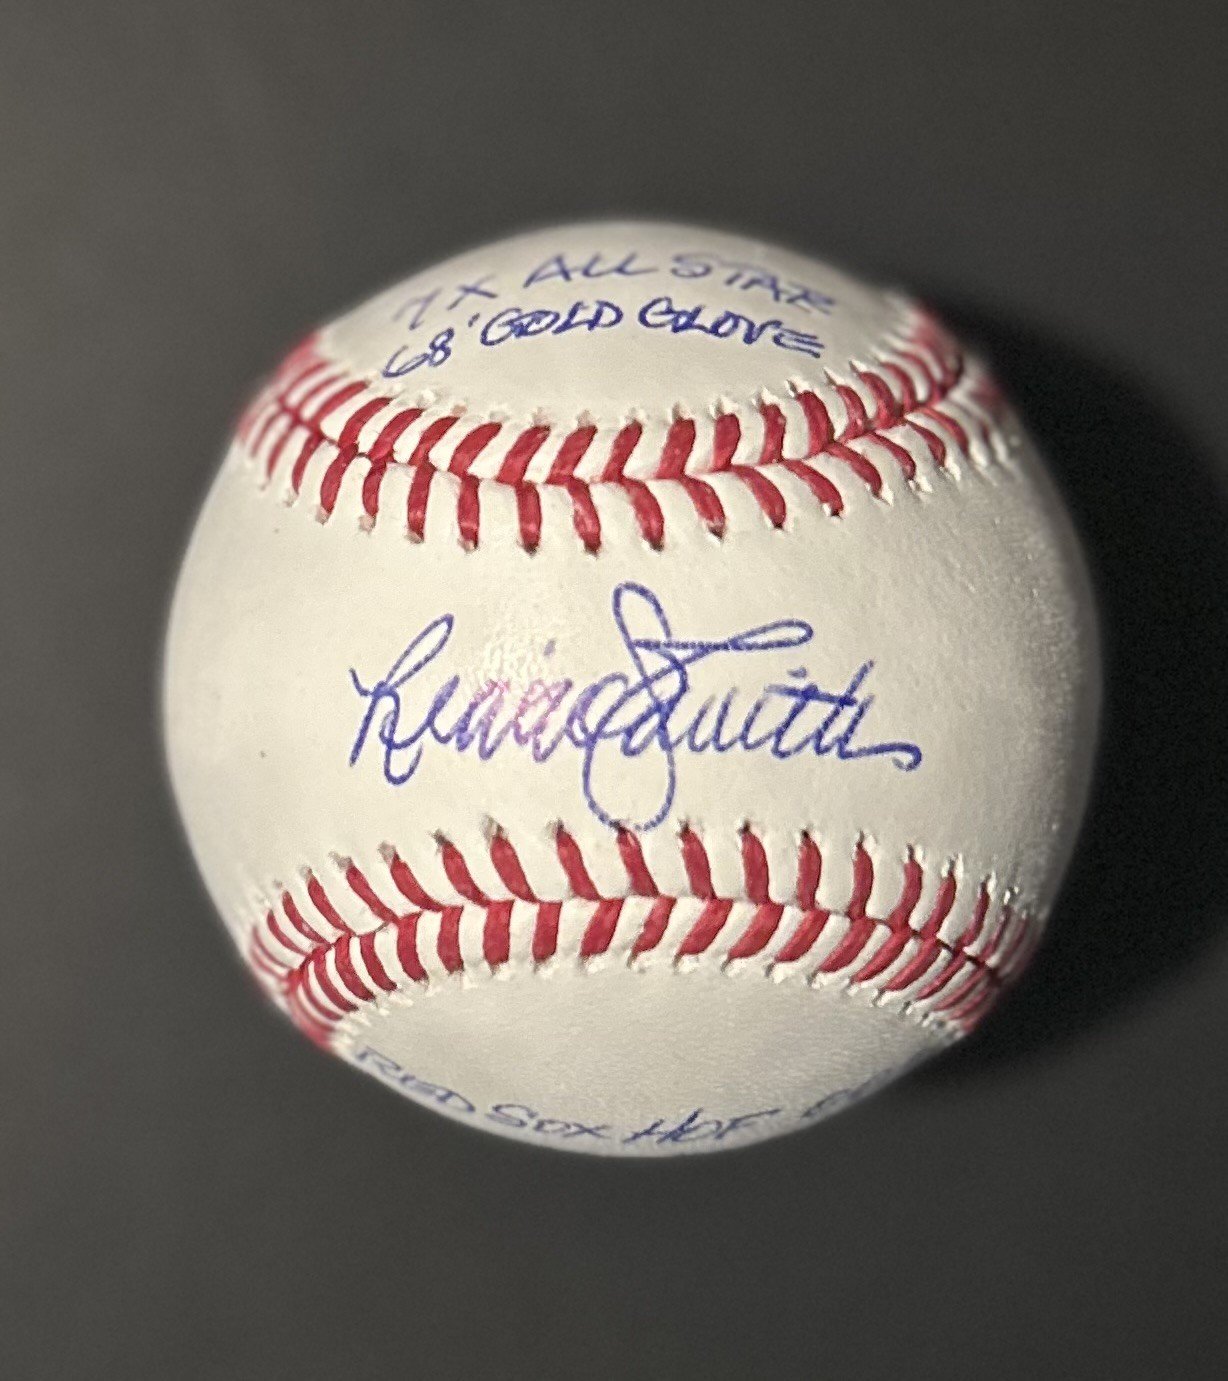 7X ALL STAR
68' GOLD GLOVE
Reggie Smith
RED SOX HOF